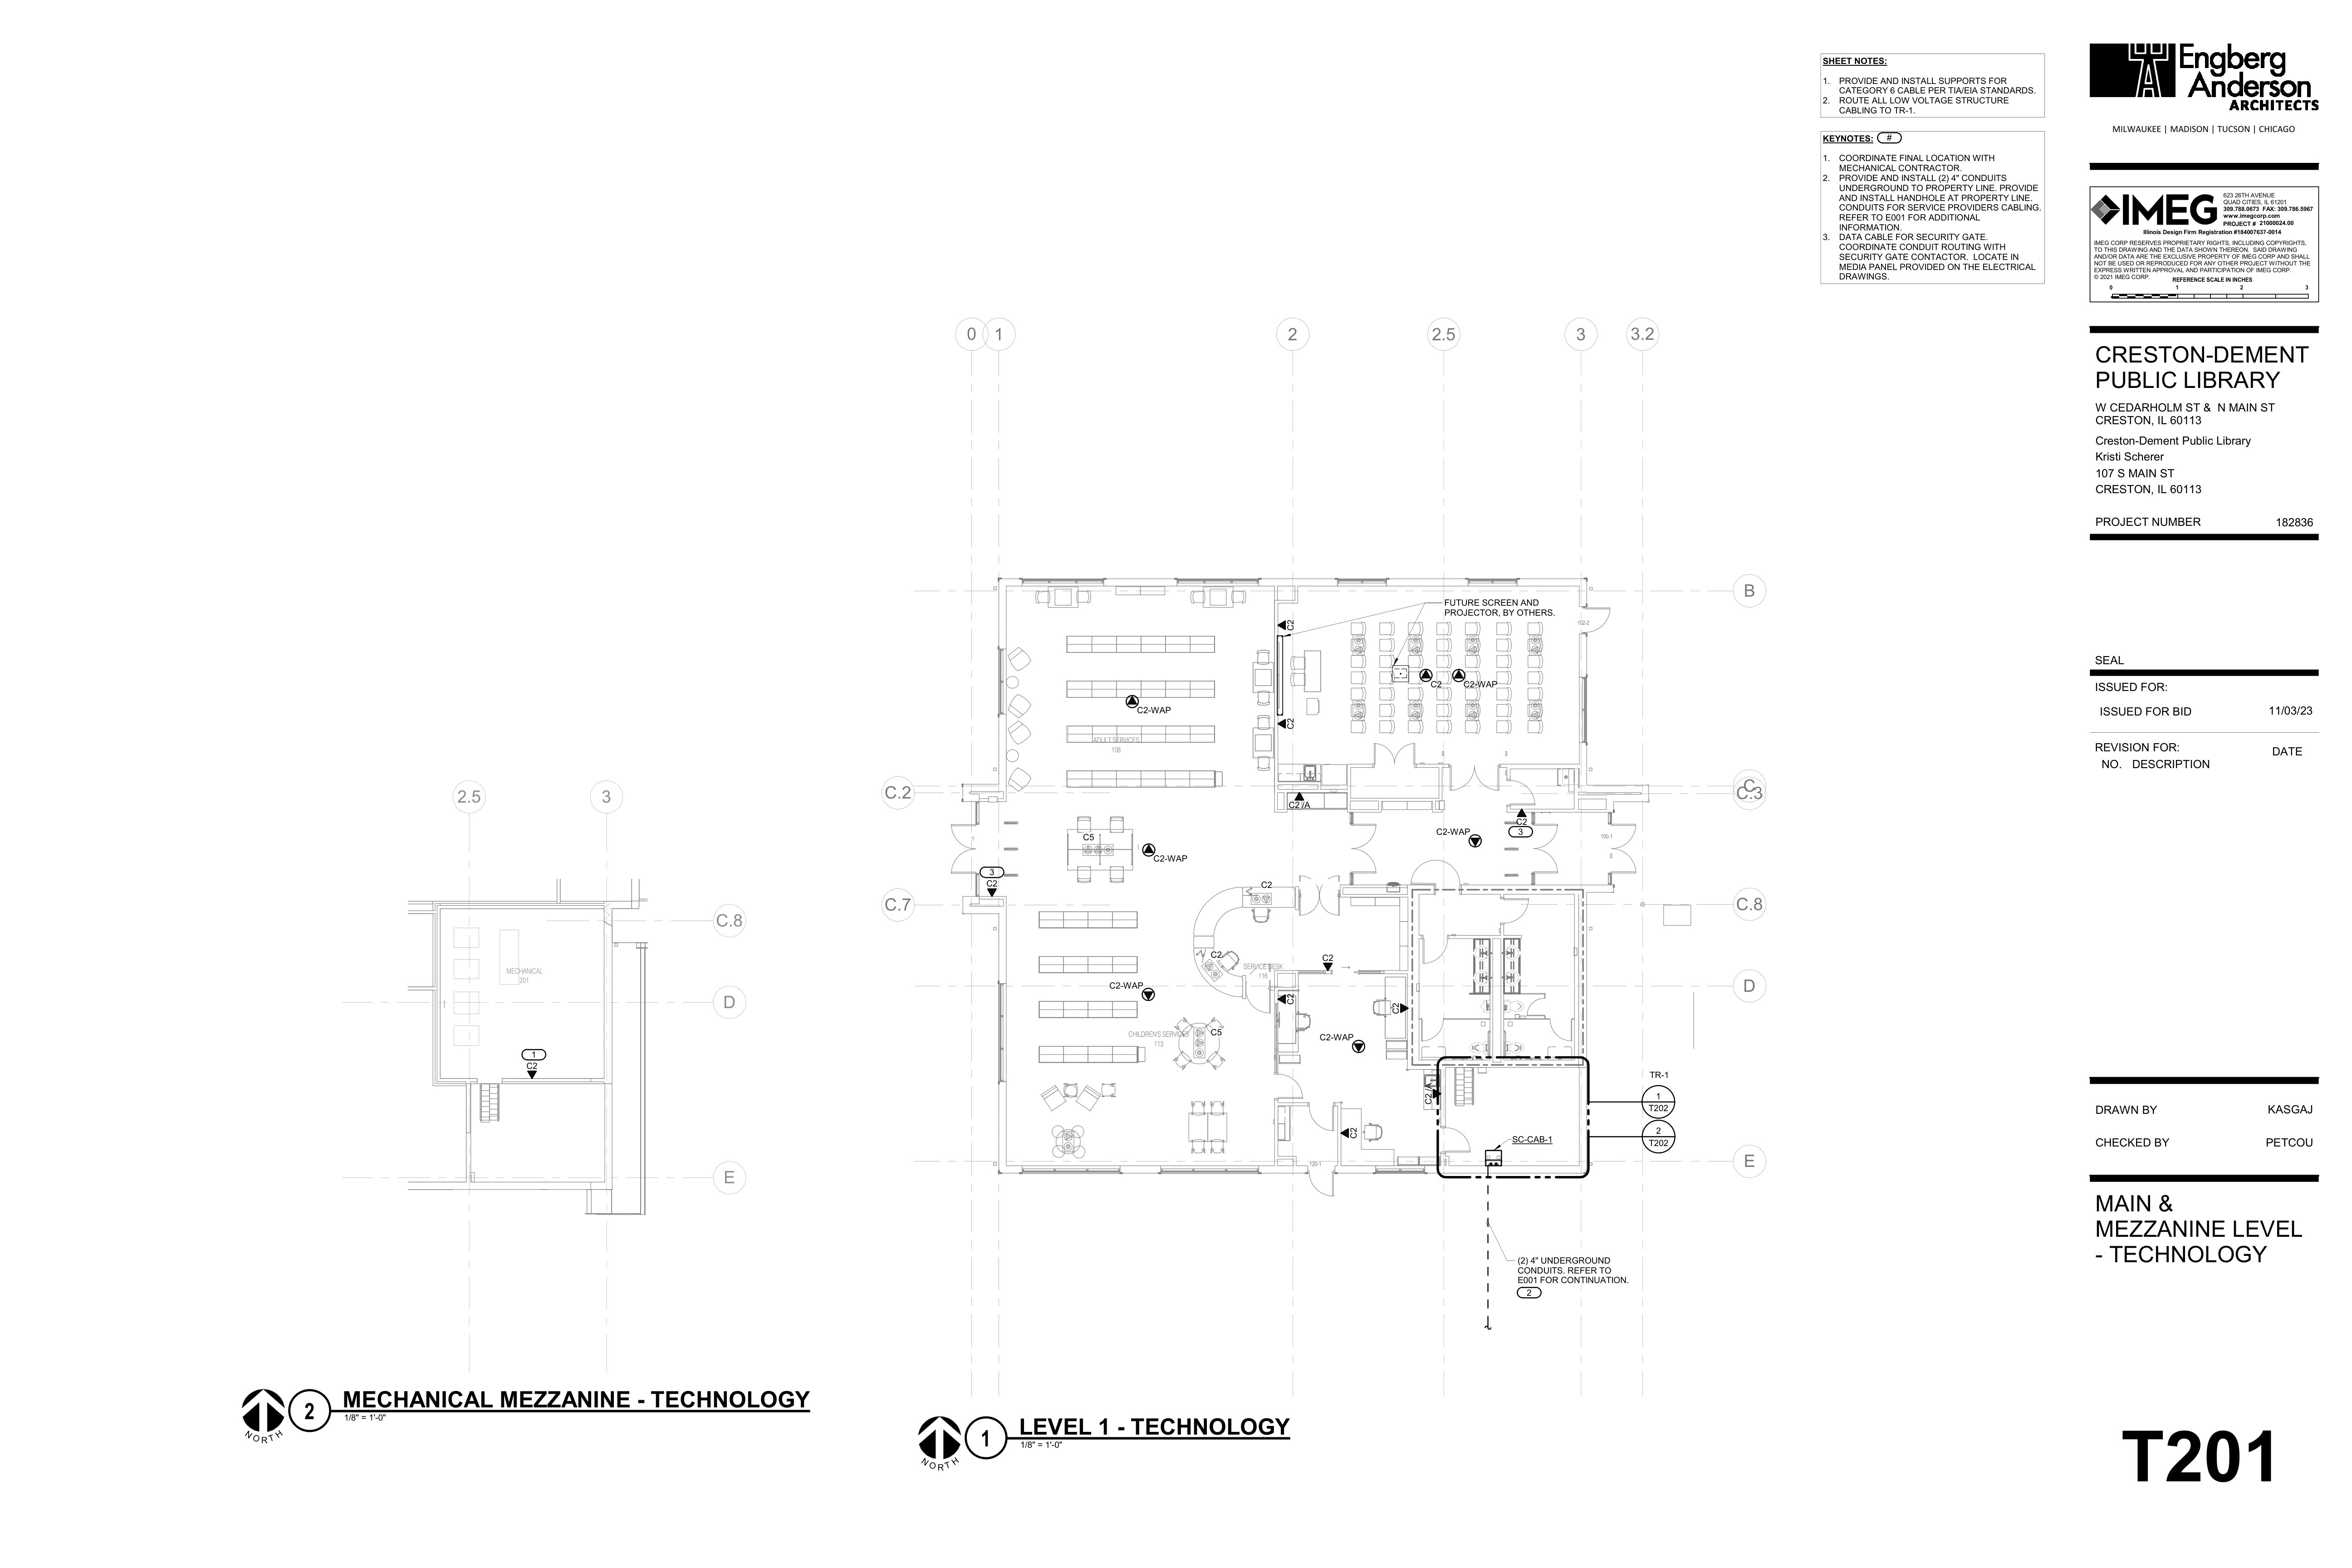 SHEET NOTES:
1. PROVIDE AND INSTALL SUPPORTS FOR
CATEGORY 6 CABLE PER TIA/EIA STANDARDS.
2. ROUTE ALL LOW VOLTAGE STRUCTURE
CABLING TO TR-1.
KEYNOTES: #
1. COORDINATE FINAL LOCATION WITH
MECHANICAL CONTRACTOR.
2. PROVIDE AND INSTALL (2) 4" CONDUITS
UNDERGROUND TO PROPERTY LINE. PROVIDE
AND INSTALL HANDHOLE AT PROPERTY LINE.
CONDUITS FOR SERVICE PROVIDERS CABLING.
REFER TO E001 FOR ADDITIONAL
INFORMATION.
3. DATA CABLE FOR SECURITY GATE.
COORDINATE CONDUIT ROUTING WITH
SECURITY GATE CONTACTOR. LOCATE IN
MEDIA PANEL PROVIDED ON THE ELECTRICAL
DRAWINGS.
Engberg
Anderson
ARCHITECTS
MILWAUKEE | MADISON | TUCSON | CHICAGO
IMEG
623 26TH AVENUE
QUAD CITIES, IL 61201
309.788.0673 FAX: 309.786.5967
www.imegcorp.com
PROJECT # 21000024.00
Illinois Design Firm Registration #184007637-0014
IMEG CORP RESERVES PROPRIETARY RIGHTS, INCLUDING COPYRIGHTS,
TO THIS DRAWING AND THE DATA SHOWN THEREON. SAID DRAWING
AND/OR DATA ARE THE EXCLUSIVE PROPERTY OF IMEG CORP AND SHALL
NOT BE USED OR REPRODUCED FOR ANY OTHER PROJECT WITHOUT THE
EXPRESS WRITTEN APPROVAL AND PARTICIPATION OF IMEG CORP.
© 2021 IMEG CORP.
REFERENCE SCALE IN INCHES
0 1 2 3
CRESTON-DEMENT
PUBLIC LIBRARY
W CEDARHOLM ST & N MAIN ST
CRESTON, IL 60113
Creston-Dement Public Library
Kristi Scherer
107 S MAIN ST
CRESTON, IL 60113
PROJECT NUMBER 182836
SEAL
ISSUED FOR:
ISSUED FOR BID 11/03/23
REVISION FOR: DATE
NO. DESCRIPTION
DRAWN BY KASGAJ
CHECKED BY PETCOU
MAIN &
MEZZANINE LEVEL
- TECHNOLOGY
T201
0 1 2 2.5 3 3.2
B
FUTURE SCREEN AND
PROJECTOR, BY OTHERS.
102-2
C2
C2 C2-WAP
C2-WAP
C2
ADULT SERVICES
108
C.2
C
C.3
C2 /A
C2
3
C2-WAP
C5
105-1
C2-WAP
3
C2
C2
C.7
C.8
C2
SERVICE DESK
116
C2
D
C2-WAP
C2
C2
C5
CHILDREN'S SERVICES
113
C2-WAP
TR-1
1
T202
C2 /A
2
T202
C2
SC-CAB-1
E
105-1
(2) 4" UNDERGROUND
CONDUITS. REFER TO
E001 FOR CONTINUATION.
2
1
LEVEL 1 - TECHNOLOGY
1/8" = 1'-0"
NORTH
2.5 3
C.8
MECHANICAL
201
D
1
C2
E
2
MECHANICAL MEZZANINE - TECHNOLOGY
1/8" = 1'-0"
NORTH